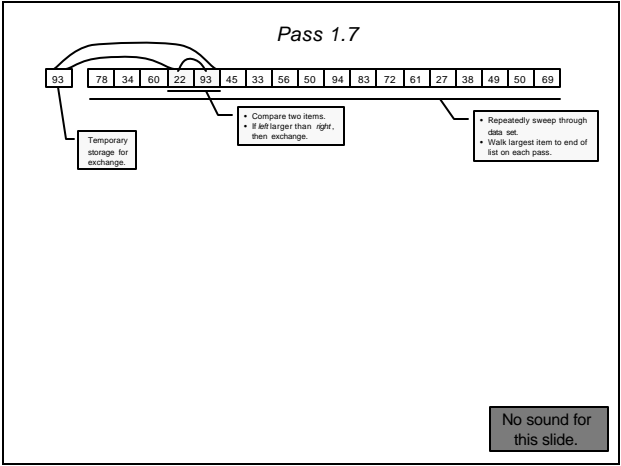 Pass 1.7
93 78 34 60 22 93 45 33 56 50 94 83 72 61 27 38 49 50 69
• Compare two items.
• If left larger than right,
then exchange.
• Repeatedly sweep through
data set.
• Walk largest item to end of
list on each pass.
Temporary
storage for
exchange.
No sound for
this slide.